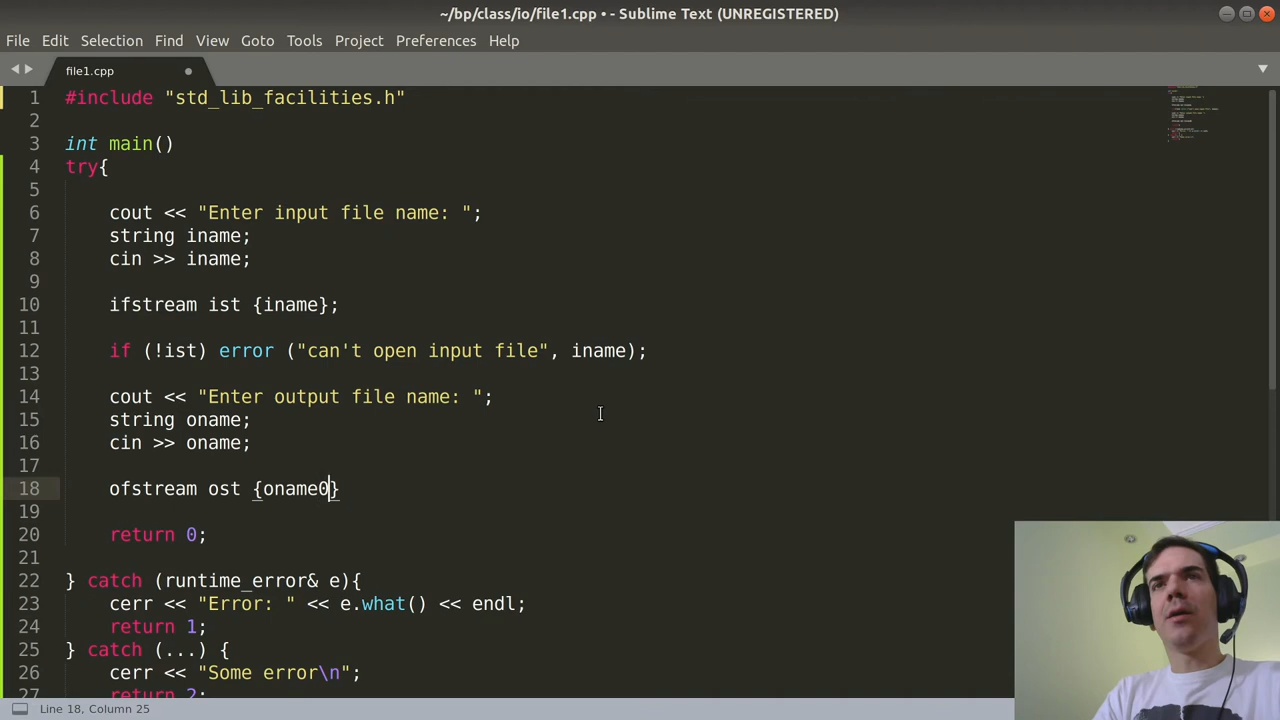 ~/bp/class/io/file1.cpp • - Sublime Text (UNREGISTERED)
File Edit Selection Find View Goto Tools Project Preferences Help
file1.cpp
1 #include "std_lib_facilities.h"
2
3 int main()
4 try{
5
6 cout << "Enter input file name: ";
7 string iname;
8 cin >> iname;
9
10 ifstream ist {iname};
11
12 if (!ist) error ("can't open input file", iname);
13
14 cout << "Enter output file name: ";
15 string oname;
16 cin >> oname;
17
18 ofstream ost {oname0}
19
20 return 0;
21
22 } catch (runtime_error& e){
23 cerr << "Error: " << e.what() << endl;
24 return 1;
25 } catch (...) {
26 cerr << "Some error\n";
27 return 2;
Line 18, Column 25